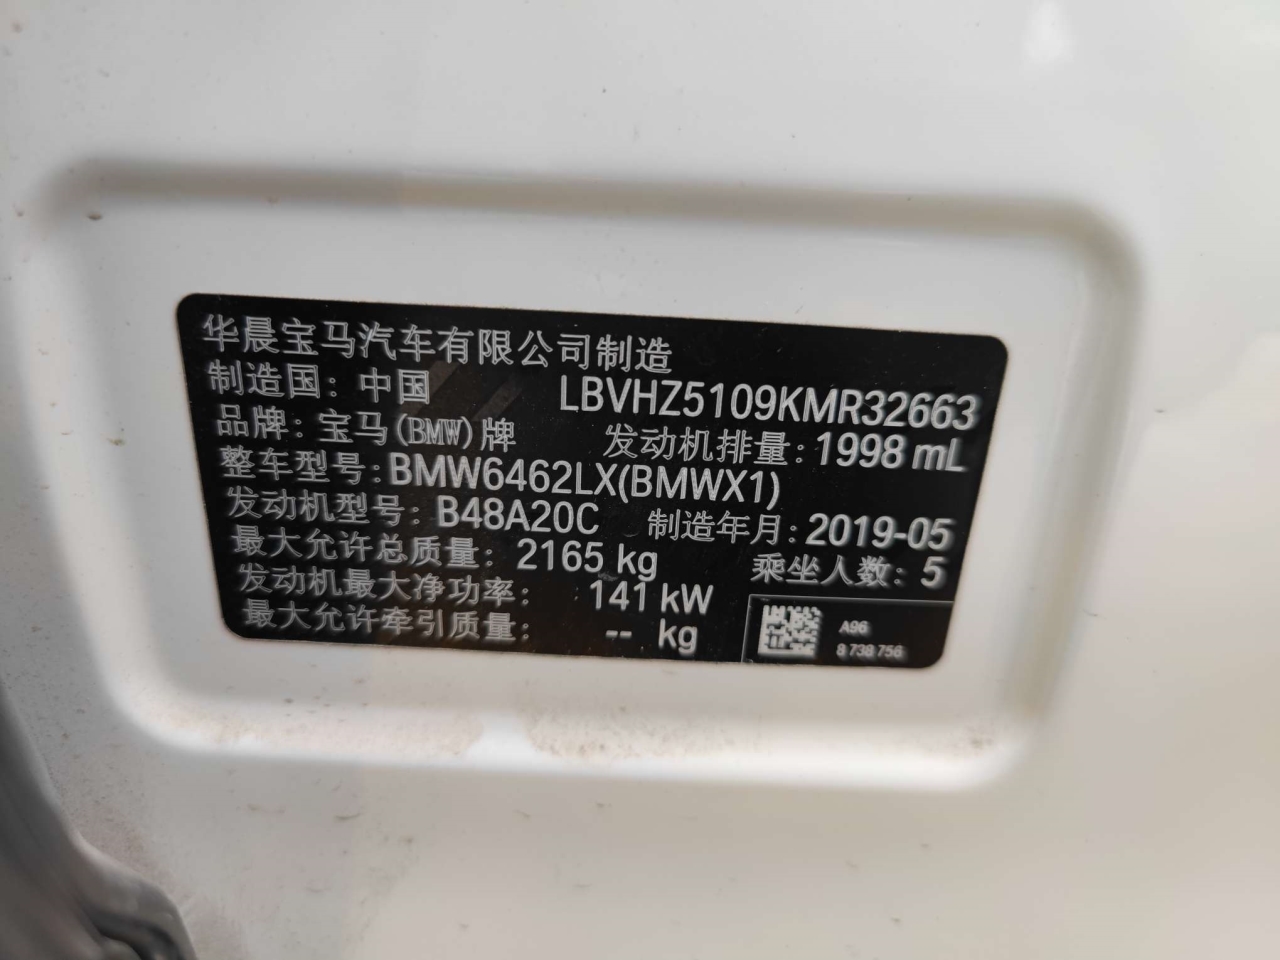 华晨宝马汽车有限公司制造
制造国：中国 LBVHZ5109KMR32663
品牌：宝马(BMW)牌 发动机排量：1998 mL
整车型号：BMW6462LX(BMWX1)
发动机型号：B48A20C 制造年月：2019-05
最大允许总质量：2165 kg 乘坐人数：5
发动机最大净功率：141 kW
最大允许牵引质量：-- kg
A96
8 738 756